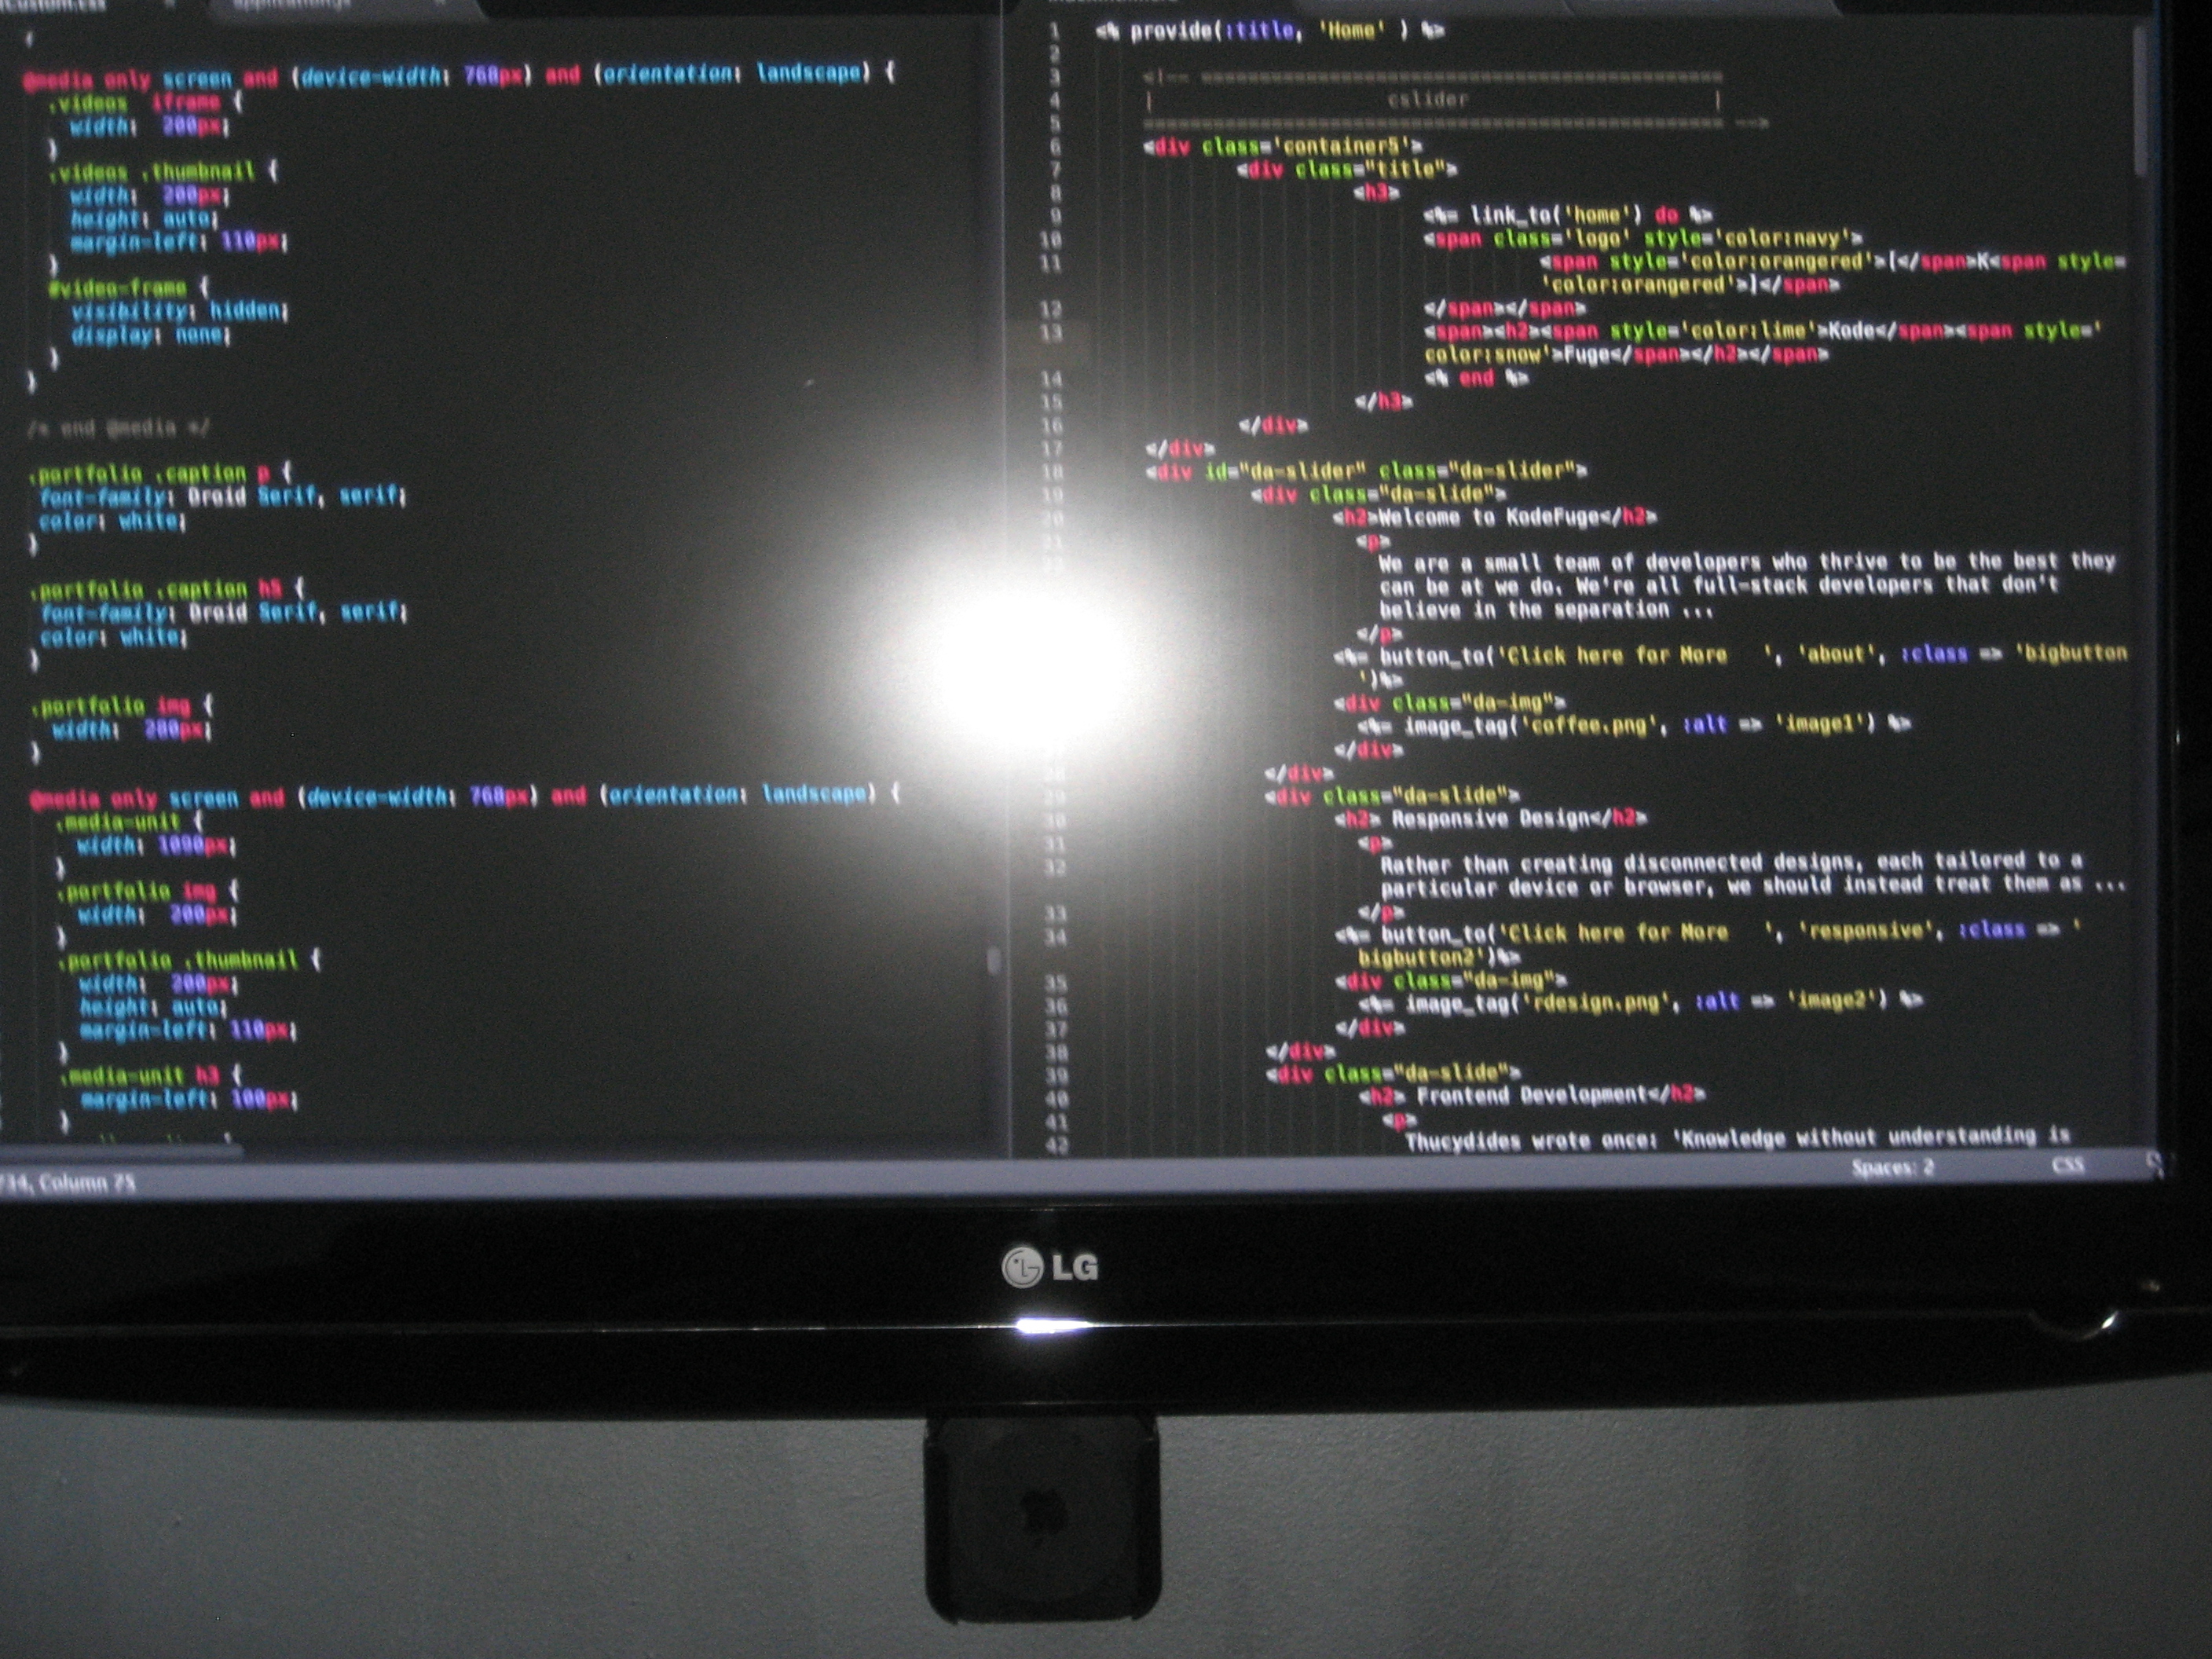 application.js
{
@media only screen and (device-width: 768px) and (orientation: landscape) {
.videos iframe {
width: 200px;
}
.videos .thumbnail {
width: 200px;
height: auto;
margin-left: 110px;
}
#video-frame {
visibility: hidden;
display: none;
}
}
/* end @media */
.portfolio .caption p {
font-family: Droid Serif, serif;
color: white;
}
.portfolio .caption h5 {
font-family: Droid Serif, serif;
color: white;
}
.portfolio img {
width: 280px;
}
@media only screen and (device-width: 768px) and (orientation: landscape) {
.media-unit {
width: 1090px;
}
.portfolio img {
width: 200px;
}
.portfolio .thumbnail {
width: 200px;
height: auto;
margin-left: 110px;
}
.media-unit h3 {
margin-left: 100px;
}
1 <% provide(:title, 'Home' ) %>
2
3 <!-- ==================================================
4 | cslider |
5 ================================================== -->
6 <div class='container5'>
7 <div class="title">
8 <h3>
9 <%= link_to('home') do %>
10 <span class='logo' style='color:navy'>
11 <span style='color:orangered'>[</span>K<span style=
'color:orangered'>]</span>
12 </span></span>
13 <span><h2><span style='color:lime'>Kode</span><span style='
color:snow'>Fuge</span></h2></span>
14 <% end %>
15 </h3>
16 </div>
17 </div>
18 <div id="da-slider" class="da-slider">
19 <div class="da-slide">
20 <h2>Welcome to KodeFuge</h2>
21 <p>
We are a small team of developers who thrive to be the best they
can be at we do. We're all full-stack developers that don't
believe in the separation ...
</p>
<%= button_to('Click here for More ', 'about', :class => 'bigbutton
')%>
<div class="da-img">
<%= image_tag('coffee.png', :alt => 'image1') %>
</div>
28 </div>
29 <div class="da-slide">
30 <h2> Responsive Design</h2>
31 <p>
32 Rather than creating disconnected designs, each tailored to a
particular device or browser, we should instead treat them as ...
33 </p>
34 <%= button_to('Click here for More ', 'responsive', :class => '
bigbutton2')%>
35 <div class="da-img">
36 <%= image_tag('rdesign.png', :alt => 'image2') %>
37 </div>
38 </div>
39 <div class="da-slide">
40 <h2> Frontend Development</h2>
41 <p>
42 Thucydides wrote once: 'Knowledge without understanding is
34, Column 75
Spaces: 2 CSS
LG